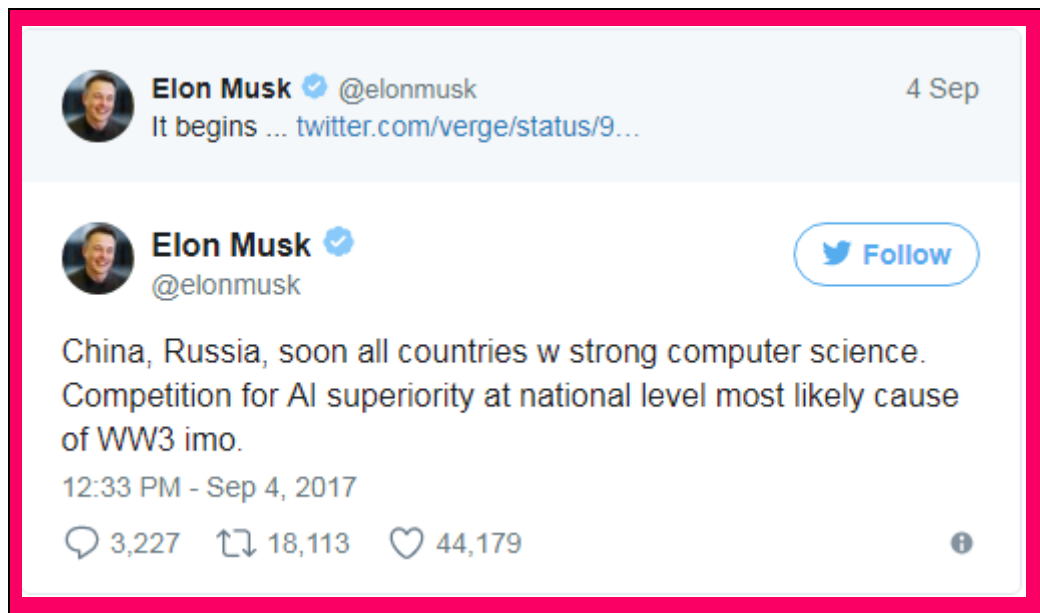 Elon Musk @elonmusk 4 Sep
It begins ... twitter.com/verge/status/9…
Elon Musk
Follow
@elonmusk
China, Russia, soon all countries w strong computer science.
Competition for AI superiority at national level most likely cause
of WW3 imo.
12:33 PM - Sep 4, 2017
3,227 18,113 44,179